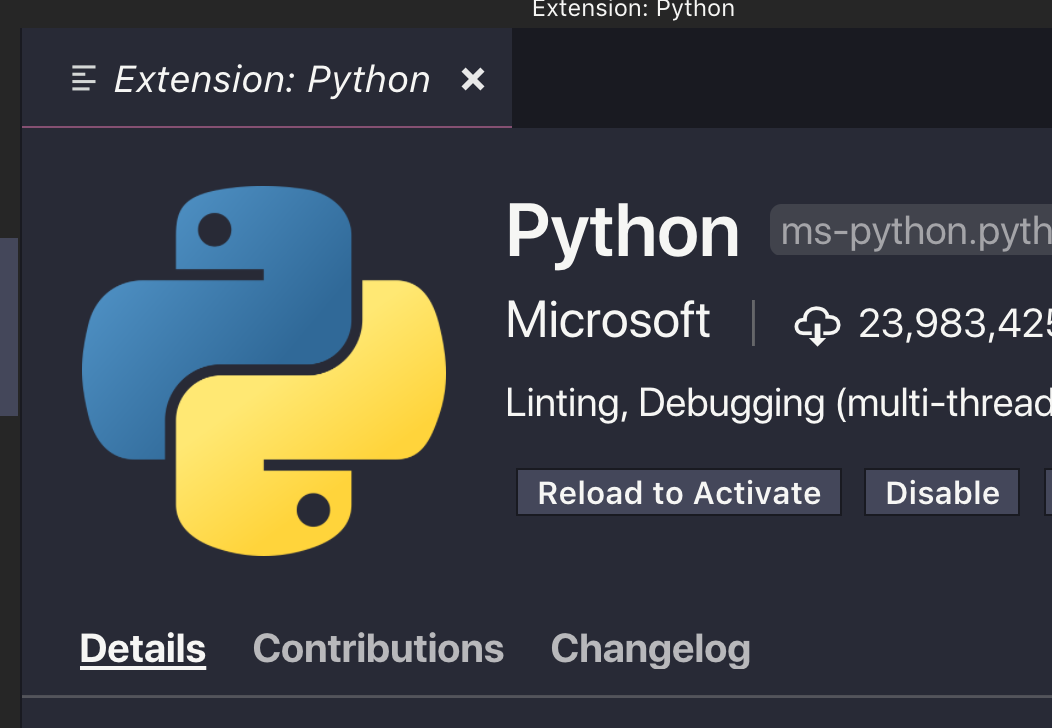 Extension: Python
Extension: Python
Python ms-python.pyth
Microsoft 23,983,425
Linting, Debugging (multi-thread
Reload to Activate Disable
Details Contributions Changelog